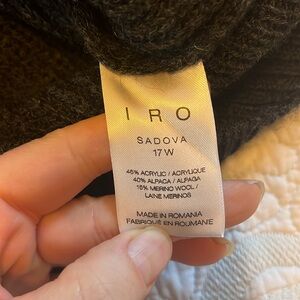 IRO
SADOVA
17W
45% ACRYLIC / ACRYLIQUE
40% ALPACA / ALPAGA
15% MERINO WOOL /
LAINE MERINOS
MADE IN ROMANIA
FABRIQUÉ EN ROUMANIE